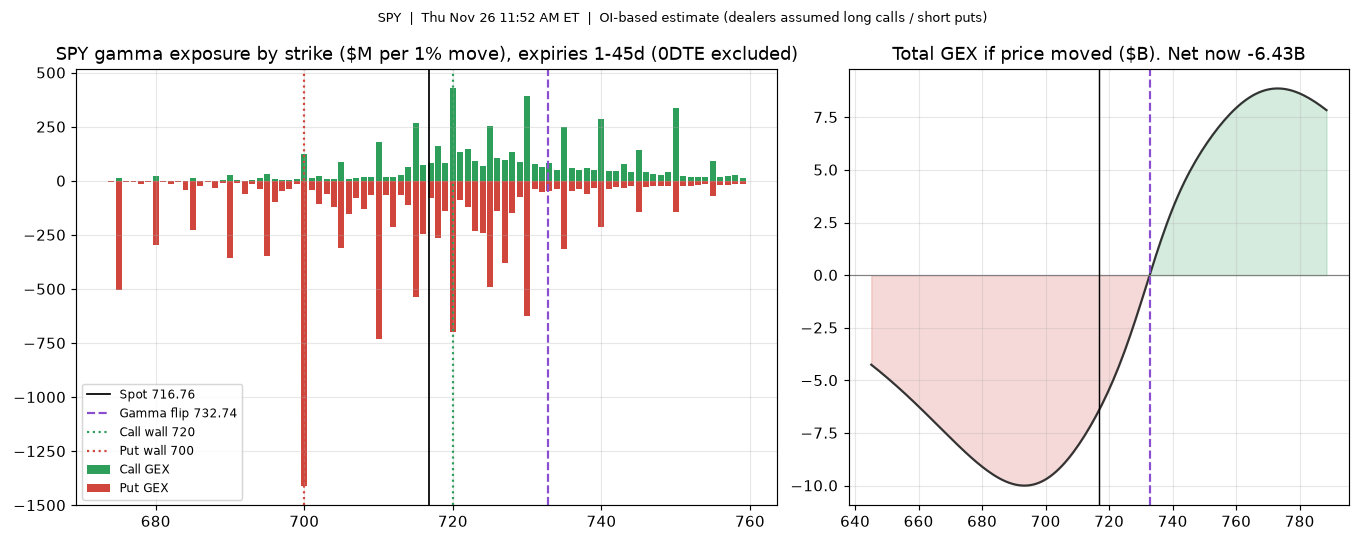 SPY | Thu Nov 26 11:52 AM ET | OI-based estimate (dealers assumed long calls / short puts)
SPY gamma exposure by strike ($M per 1% move), expiries 1-45d (0DTE excluded)
500
250
0
−250
−500
−750
−1000
−1250
−1500
Spot 716.76
Gamma flip 732.74
Call wall 720
Put wall 700
Call GEX
Put GEX
680 700 720 740 760
Total GEX if price moved ($B). Net now -6.43B
7.5
5.0
2.5
0.0
−2.5
−5.0
−7.5
−10.0
640 660 680 700 720 740 760 780